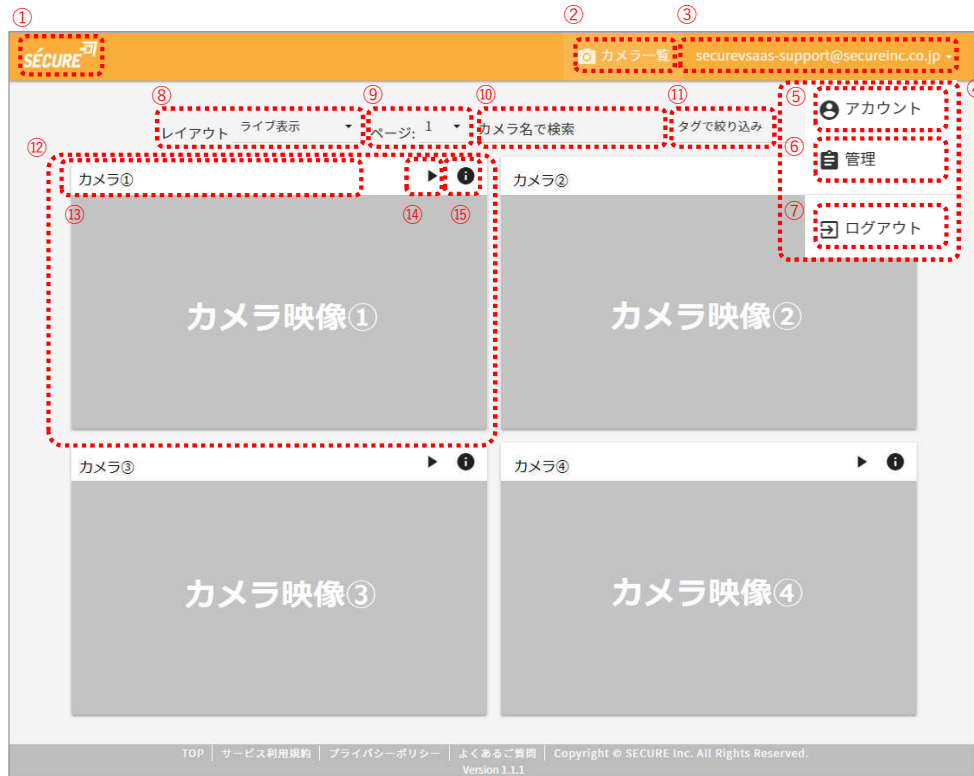 ① ② ③
SÉCURE カメラ一覧 securevsaas-support@secureinc.co.jp
④
⑤ アカウント
⑥ 管理
⑦ ログアウト
⑧ ⑨ ⑩ ⑪
レイアウト ライブ表示 ページ: 1 カメラ名で検索 タグで絞り込み
⑫
カメラ① カメラ②
⑬ ⑭ ⑮
カメラ映像① カメラ映像②
カメラ③ カメラ④
カメラ映像③ カメラ映像④
TOP | サービス利用規約 | プライバシーポリシー | よくあるご質問 | Copyright © SECURE Inc. All Rights Reserved.
Version 1.1.1